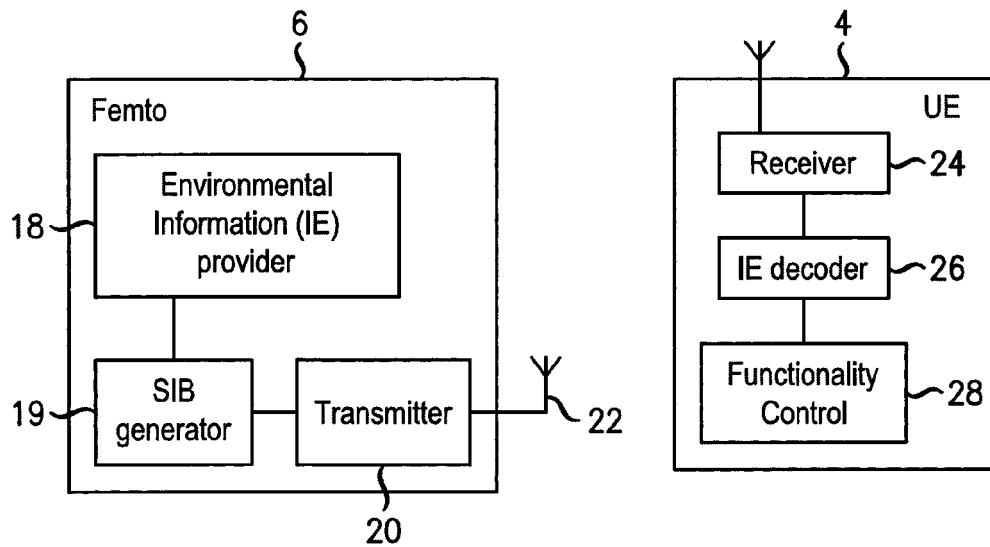 6
Femto
Environmental
Information (IE)
provider
18
SIB
generator
19
Transmitter
20
22
4
UE
Receiver
24
IE decoder
26
Functionality
Control
28